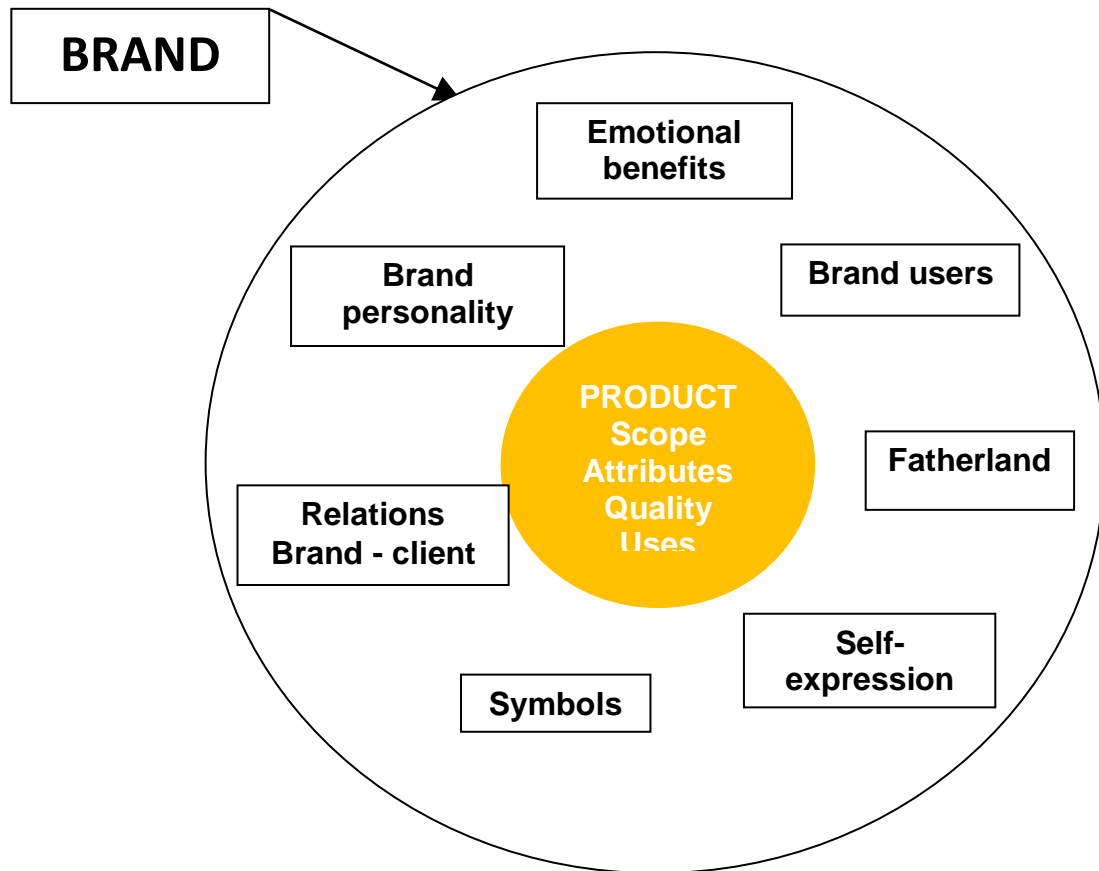 BRAND
Emotional
benefits
Brand
personality
Brand users
PRODUCT
Scope
Attributes
Quality
Uses
Fatherland
Relations
Brand - client
Self-
expression
Symbols